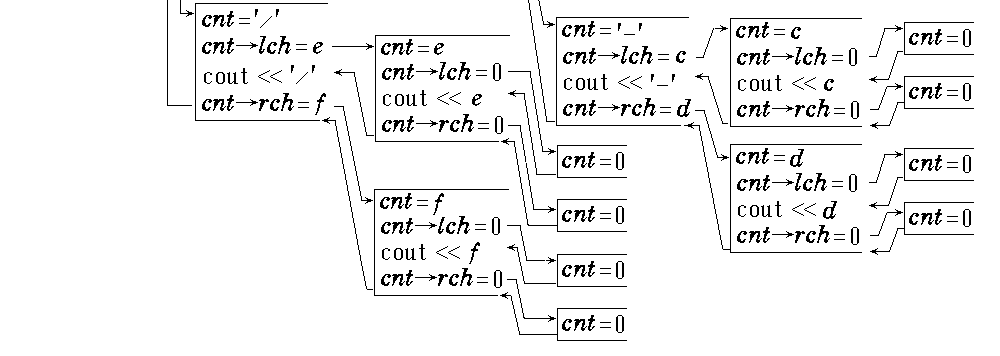 cnt='/'
cnt→lch=e
cout << '/'
cnt→rch=f
cnt=e
cnt→lch=0
cout << e
cnt→rch=0
cnt=0
cnt=0
cnt=f
cnt→lch=0
cout << f
cnt→rch=0
cnt=0
cnt=0
cnt='-'
cnt→lch=c
cout << '-'
cnt→rch=d
cnt=c
cnt→lch=0
cout << c
cnt→rch=0
cnt=0
cnt=0
cnt=d
cnt→lch=0
cout << d
cnt→rch=0
cnt=0
cnt=0